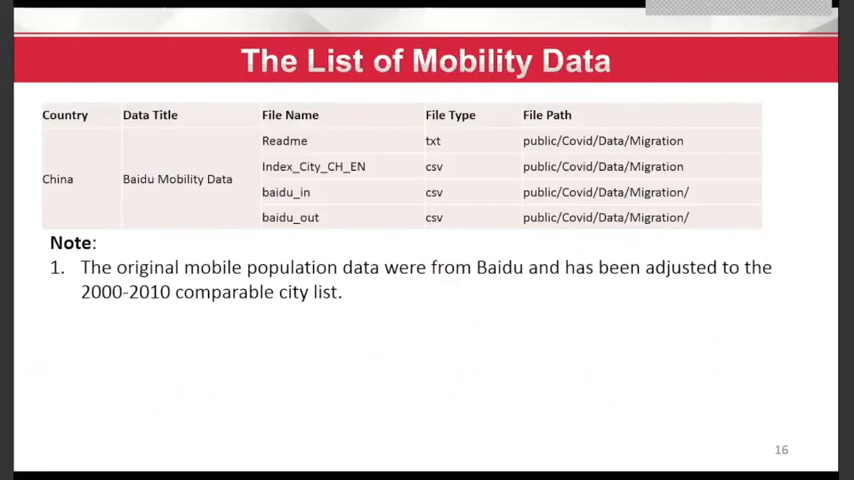 The List of Mobility Data
Country Data Title File Name File Type File Path
Readme txt public/Covid/Data/Migration
Index_City_CH_EN csv public/Covid/Data/Migration
China Baidu Mobility Data
baidu_in csv public/Covid/Data/Migration/
baidu_out csv public/Covid/Data/Migration/
Note:
1. The original mobile population data were from Baidu and has been adjusted to the
2000-2010 comparable city list.
16